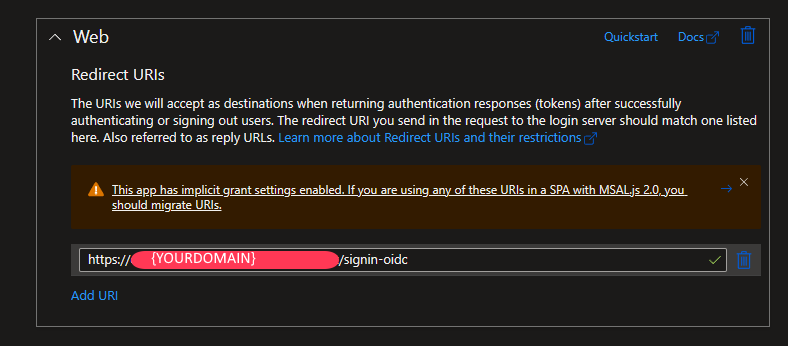 Web
Quickstart
Docs
Redirect URIs
The URIs we will accept as destinations when returning authentication responses (tokens) after successfully
authenticating or signing out users. The redirect URI you send in the request to the login server should match one listed
here. Also referred to as reply URLs. Learn more about Redirect URIs and their restrictions
This app has implicit grant settings enabled. If you are using any of these URIs in a SPA with MSAL.js 2.0, you
should migrate URIs.
https:// {YOURDOMAIN} /signin-oidc
Add URI